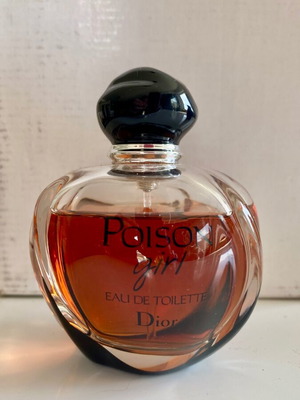 POISON
girl
EAU DE TOILETTE
Dior